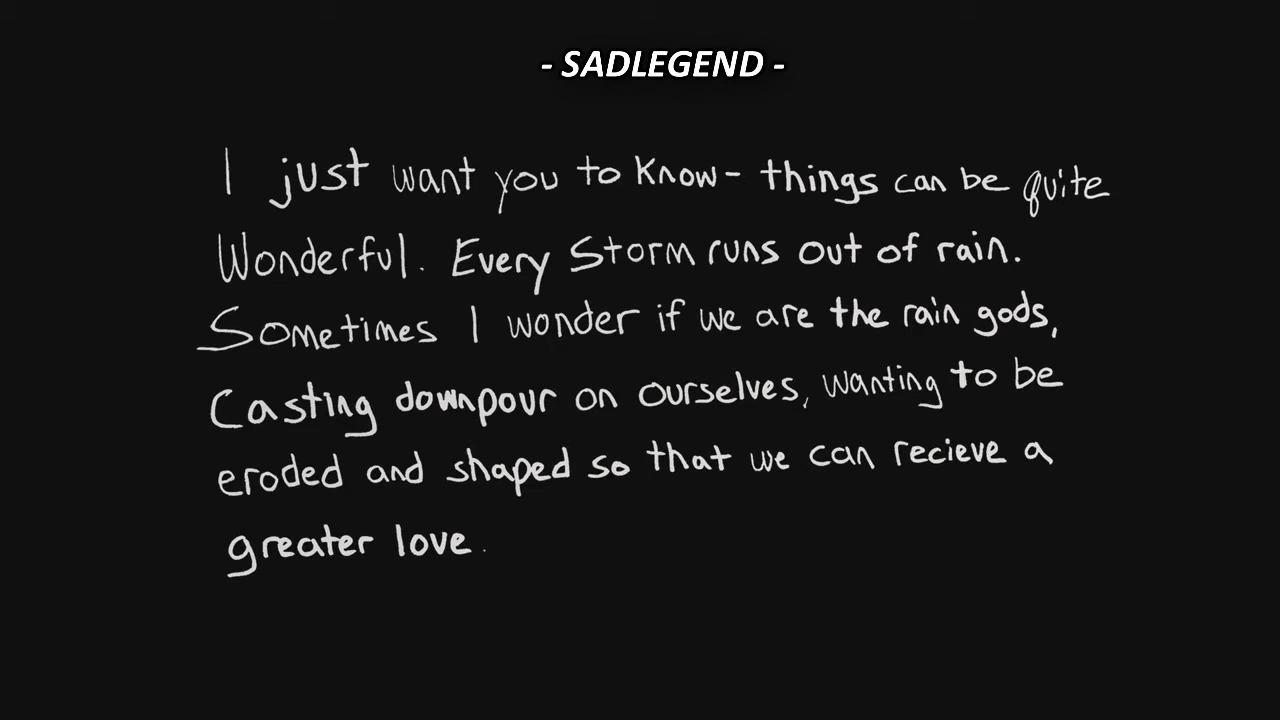 - SADLEGEND -
I just want you to know - things can be quite
Wonderful. Every Storm runs out of rain.
Sometimes I wonder if we are the rain gods,
Casting downpour on ourselves, wanting to be
eroded and shaped so that we can recieve a
greater love.